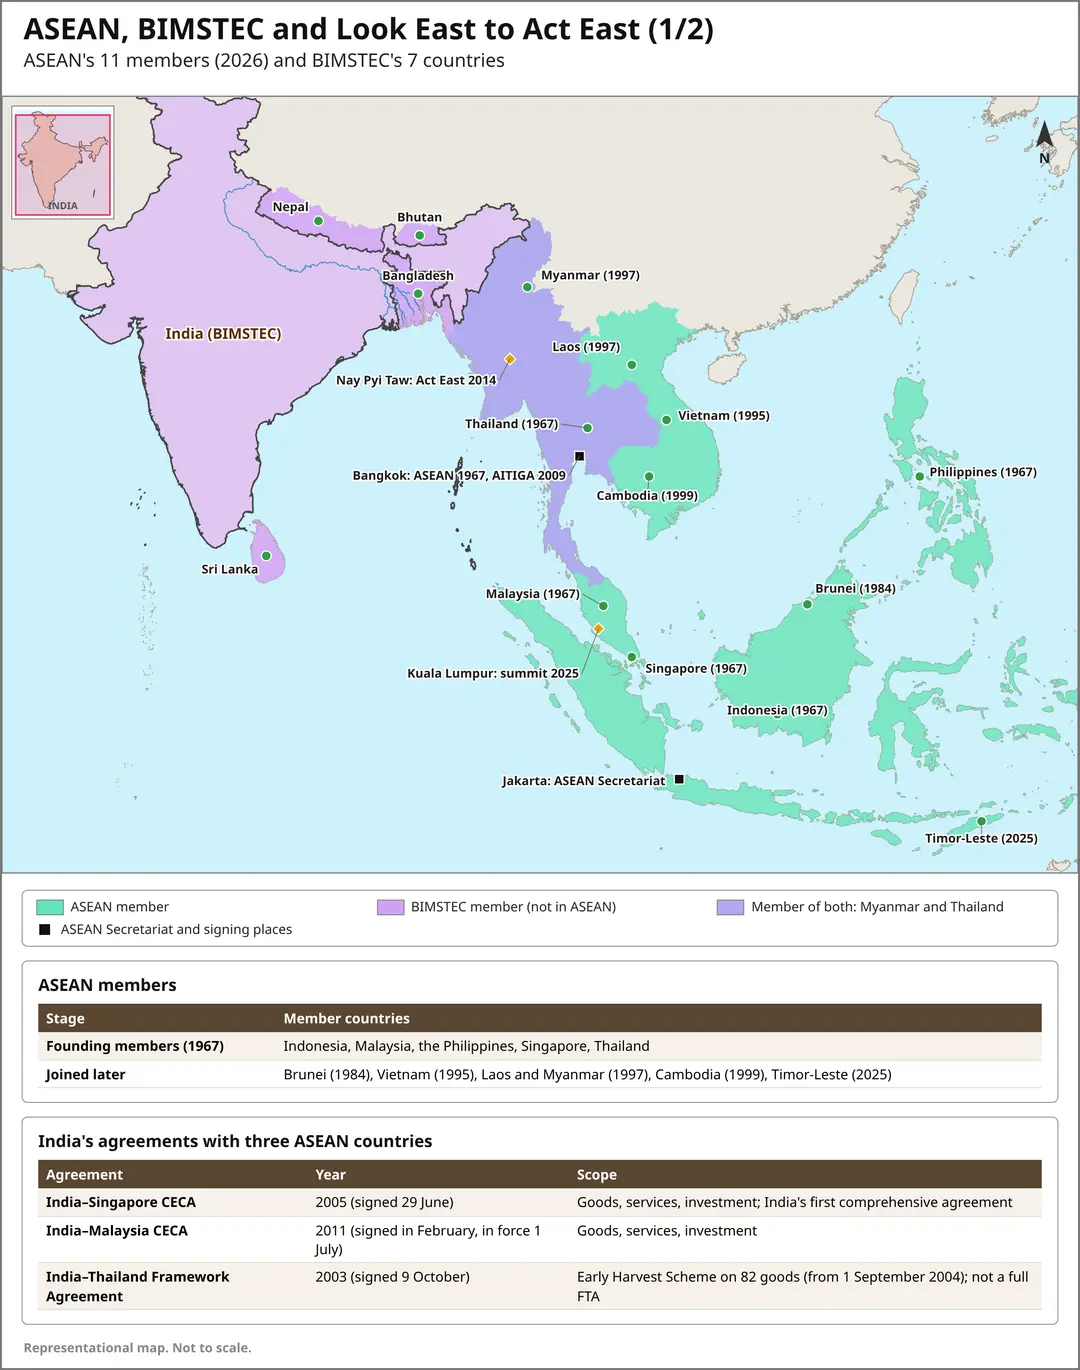 ASEAN, BIMSTEC and Look East to Act East (1/2)
ASEAN's 11 members (2026) and BIMSTEC's 7 countries
INDIA
N
Nepal
Bhutan
Bangladesh
Myanmar (1997)
India (BIMSTEC)
Laos (1997)
Nay Pyi Taw: Act East 2014
Thailand (1967)
Vietnam (1995)
Bangkok: ASEAN 1967, AITIGA 2009
Philippines (1967)
Cambodia (1999)
Sri Lanka
Malaysia (1967)
Brunei (1984)
Kuala Lumpur: summit 2025
Singapore (1967)
Indonesia (1967)
Jakarta: ASEAN Secretariat
Timor-Leste (2025)
ASEAN member
BIMSTEC member (not in ASEAN)
Member of both: Myanmar and Thailand
ASEAN Secretariat and signing places
ASEAN members
Stage Member countries
Founding members (1967) Indonesia, Malaysia, the Philippines, Singapore, Thailand
Joined later Brunei (1984), Vietnam (1995), Laos and Myanmar (1997), Cambodia (1999), Timor-Leste (2025)
India's agreements with three ASEAN countries
Agreement Year Scope
India–Singapore CECA 2005 (signed 29 June) Goods, services, investment; India's first comprehensive agreement
India–Malaysia CECA 2011 (signed in February, in force 1 Goods, services, investment
July)
India–Thailand Framework 2003 (signed 9 October) Early Harvest Scheme on 82 goods (from 1 September 2004); not a full
Agreement FTA
Representational map. Not to scale.